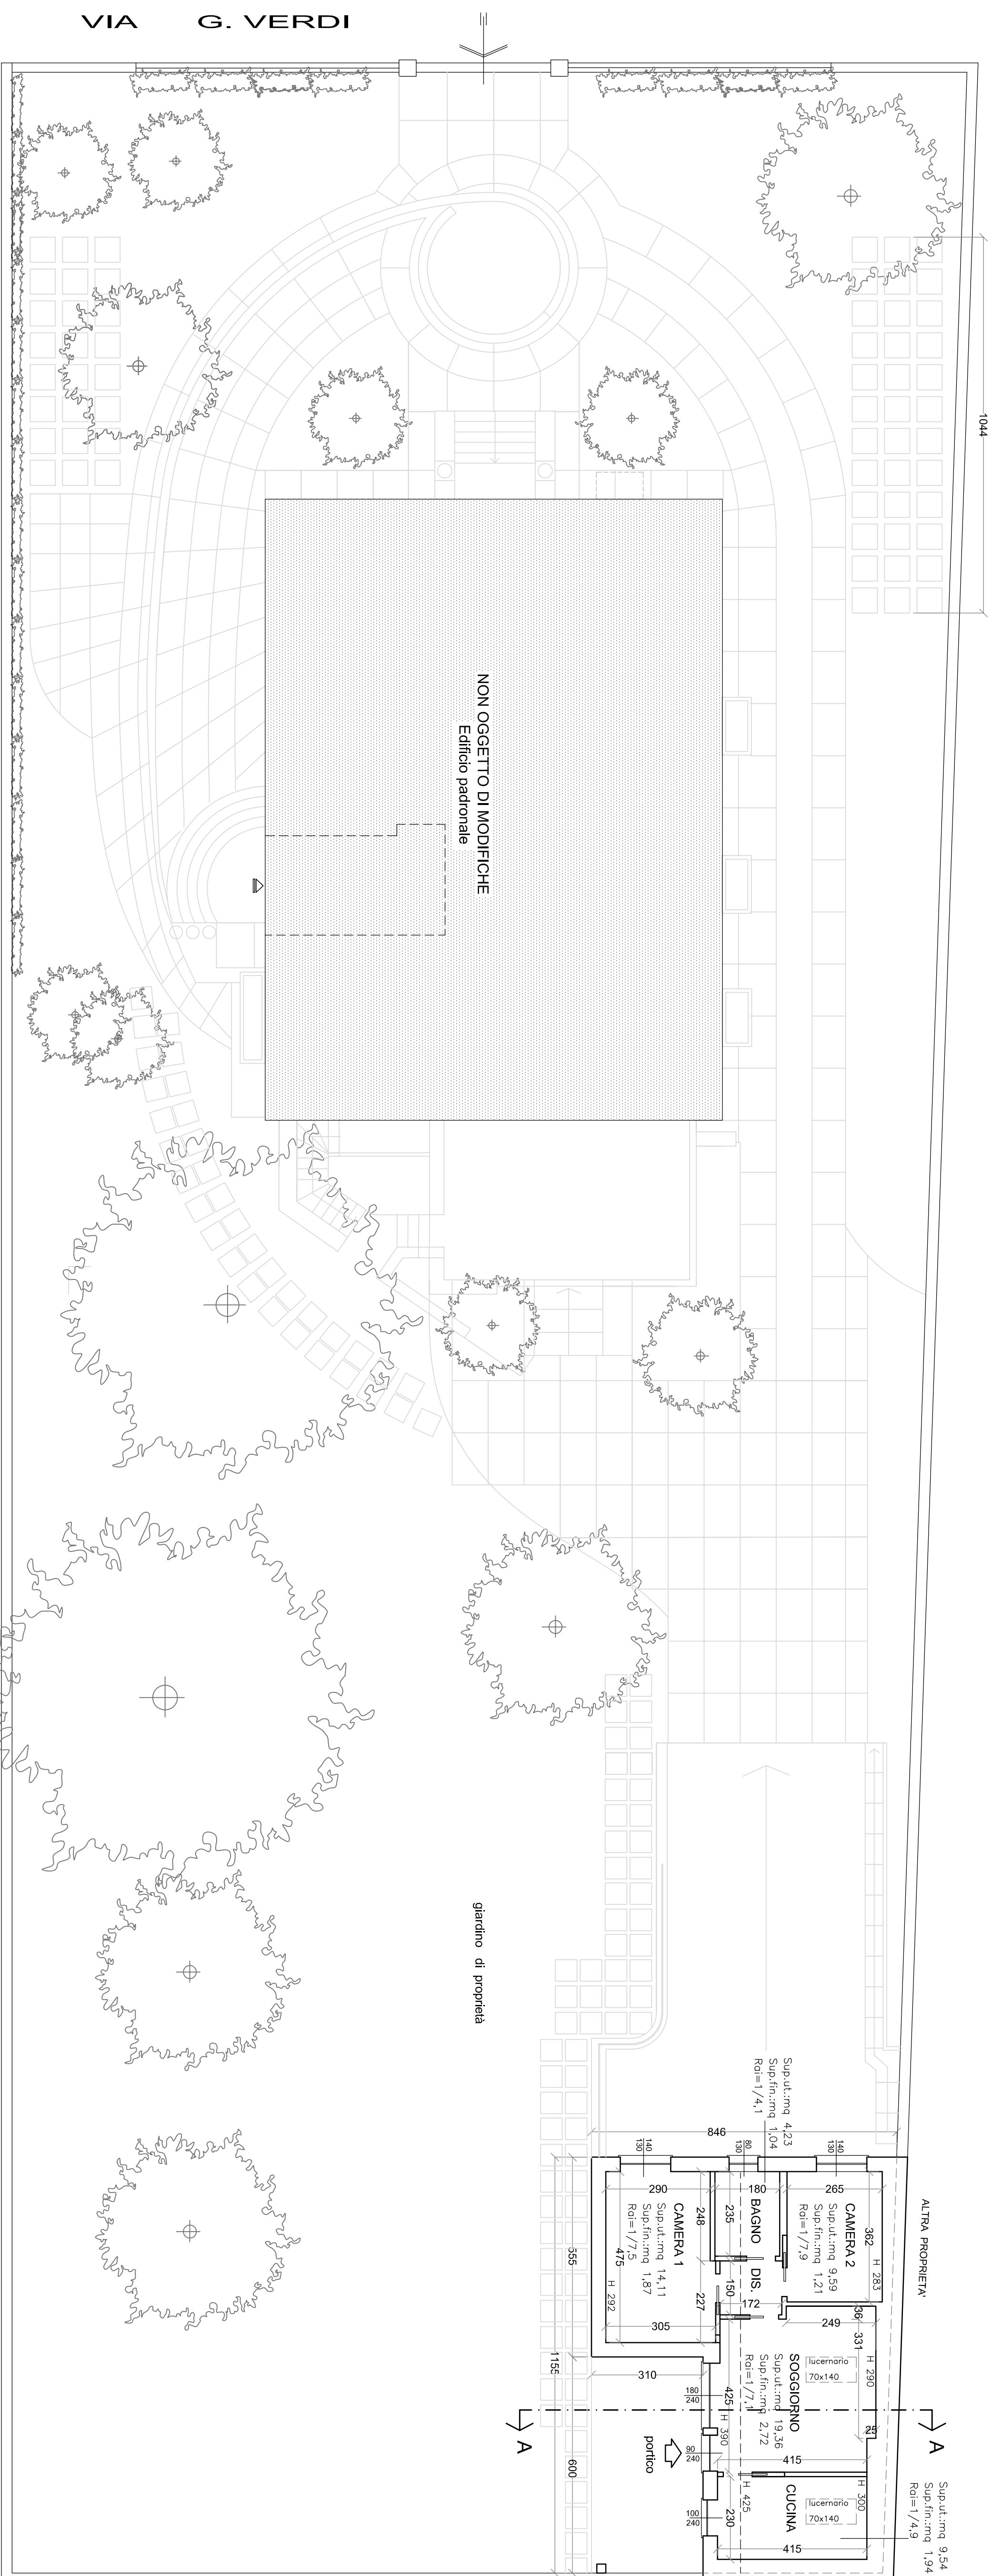 VIA G. VERDI
1044
NON OGGETTO DI MODIFICHE
Edificio padronale
giardino di proprietà
ALTRA PROPRIETA'
Sup.ut.:mq 4,23
Sup.fin.:mq 1,04
Rai=1/4,1
846
140
130
80
130
140
130
290
180
265
CAMERA 2
Sup.ut.:mq 9,59
Sup.fin.:mq 1,21
Rai=1/7,9
362
H 283
BAGNO
235
248
CAMERA 1
Sup.ut.:mq 14,11
Sup.fin.:mq 1,87
Rai=1/7,5
475
555
H 292
DIS.
150
172
227
305
36
249
331
1155
310
lucernario
70x140
H 290
SOGGIORNO
Sup.ut.:mq 19,36
Sup.fin.:mq 2,72
Rai=1/7,1
425
180
240
H 390
25
A
A
portico
90
240
415
600
H 425
H 300
lucernario
70x140
CUCINA
230
100
240
415
Sup.ut.:mq 9,54
Sup.fin.:mq 1,94
Rai=1/4,9